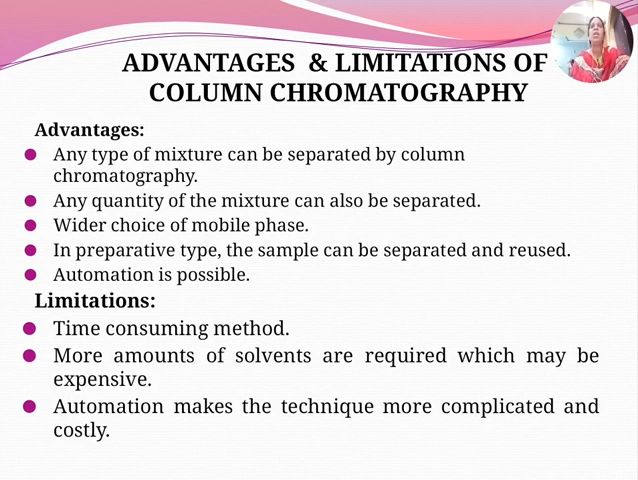 ADVANTAGES & LIMITATIONS OF
COLUMN CHROMATOGRAPHY
Advantages:
Any type of mixture can be separated by column
chromatography.
Any quantity of the mixture can also be separated.
Wider choice of mobile phase.
In preparative type, the sample can be separated and reused.
Automation is possible.
Limitations:
Time consuming method.
More amounts of solvents are required which may be
expensive.
Automation makes the technique more complicated and
costly.